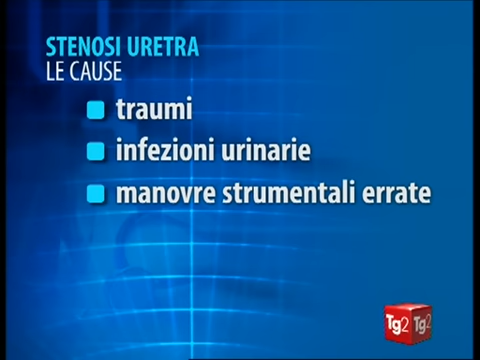 STENOSI URETRA
LE CAUSE
traumi
infezioni urinarie
manovre strumentali errate
Tg2 Tg2